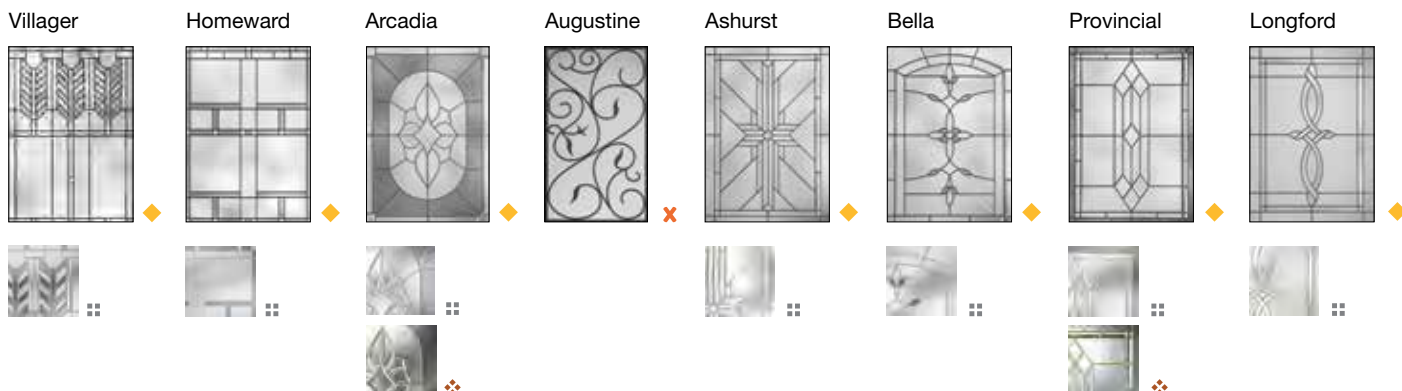 Villager
Homeward
Arcadia
Augustine
Ashurst
Bella
Provincial
Longford